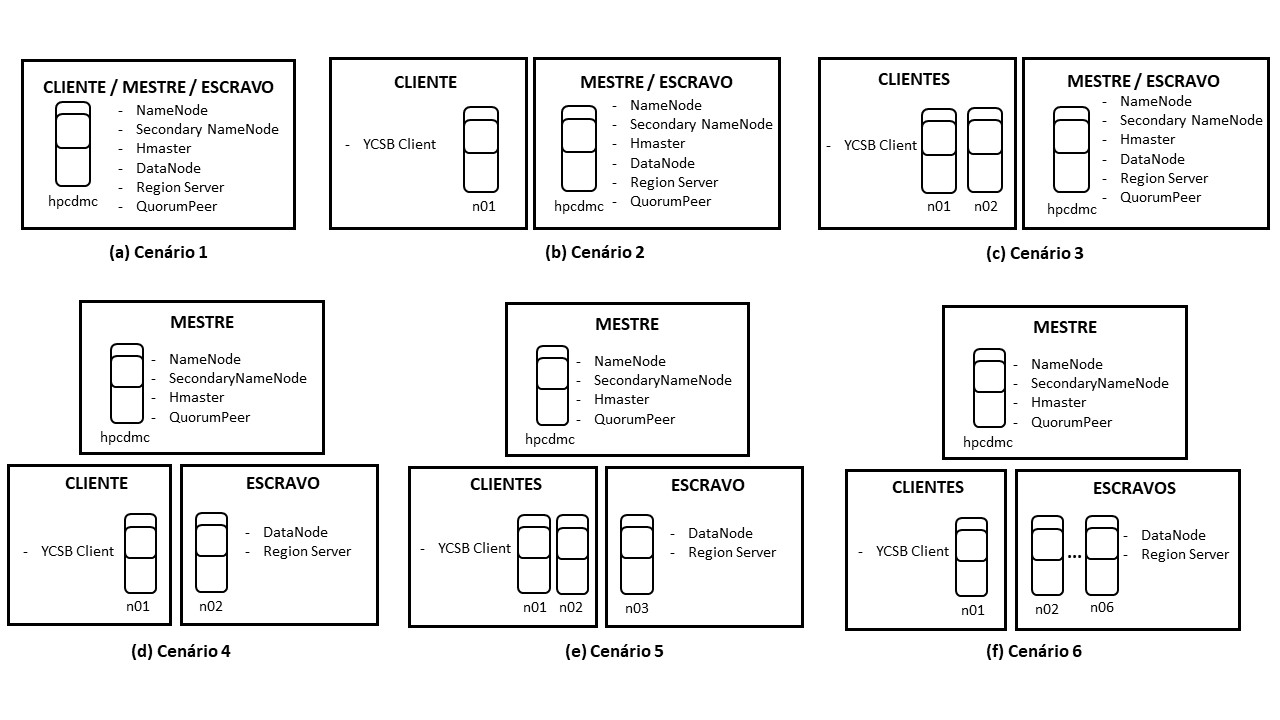 CLIENTE / MESTRE / ESCRAVO
- NameNode
- Secondary NameNode
- Hmaster
- DataNode
- Region Server
- QuorumPeer
hpcdmc
(a) Cenário 1
CLIENTE
- YCSB Client
n01
MESTRE / ESCRAVO
- NameNode
- Secondary NameNode
- Hmaster
- DataNode
- Region Server
- QuorumPeer
hpcdmc
(b) Cenário 2
CLIENTES
- YCSB Client
n01 n02
MESTRE / ESCRAVO
- NameNode
- Secondary NameNode
- Hmaster
- DataNode
- Region Server
- QuorumPeer
hpcdmc
(c) Cenário 3
MESTRE
- NameNode
- SecondaryNameNode
- Hmaster
- QuorumPeer
hpcdmc
CLIENTE
- YCSB Client
n01
ESCRAVO
- DataNode
- Region Server
n02
(d) Cenário 4
MESTRE
- NameNode
- SecondaryNameNode
- Hmaster
- QuorumPeer
hpcdmc
CLIENTES
- YCSB Client
n01 n02
ESCRAVO
- DataNode
- Region Server
n03
(e) Cenário 5
MESTRE
- NameNode
- SecondaryNameNode
- Hmaster
- QuorumPeer
hpcdmc
CLIENTES
- YCSB Client
n01
ESCRAVOS
- DataNode
...
- Region Server
n02 n06
(f) Cenário 6